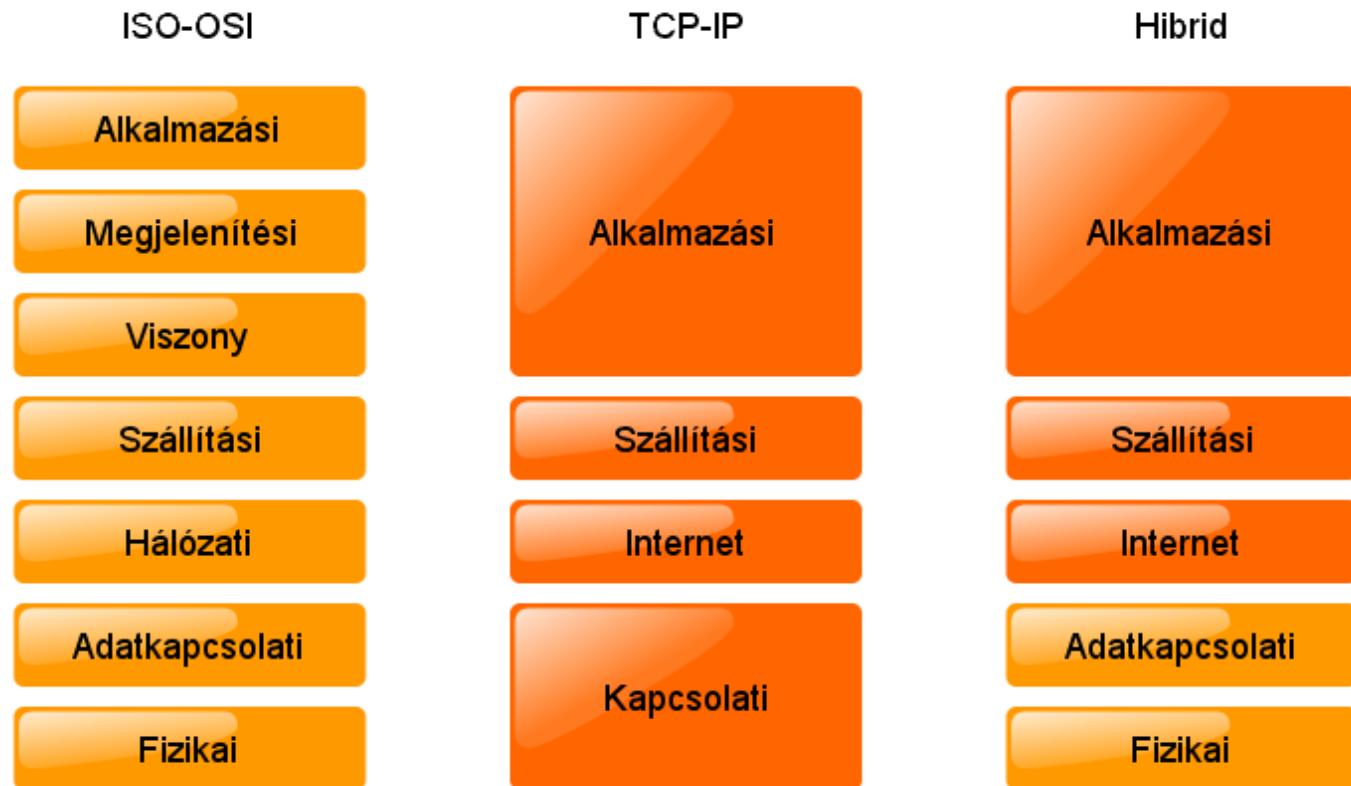 ISO-OSI
Alkalmazási
Megjelenítési
Viszony
Szállítási
Hálózati
Adatkapcsolati
Fizikai
TCP-IP
Alkalmazási
Szállítási
Internet
Kapcsolati
Hibrid
Alkalmazási
Szállítási
Internet
Adatkapcsolati
Fizikai